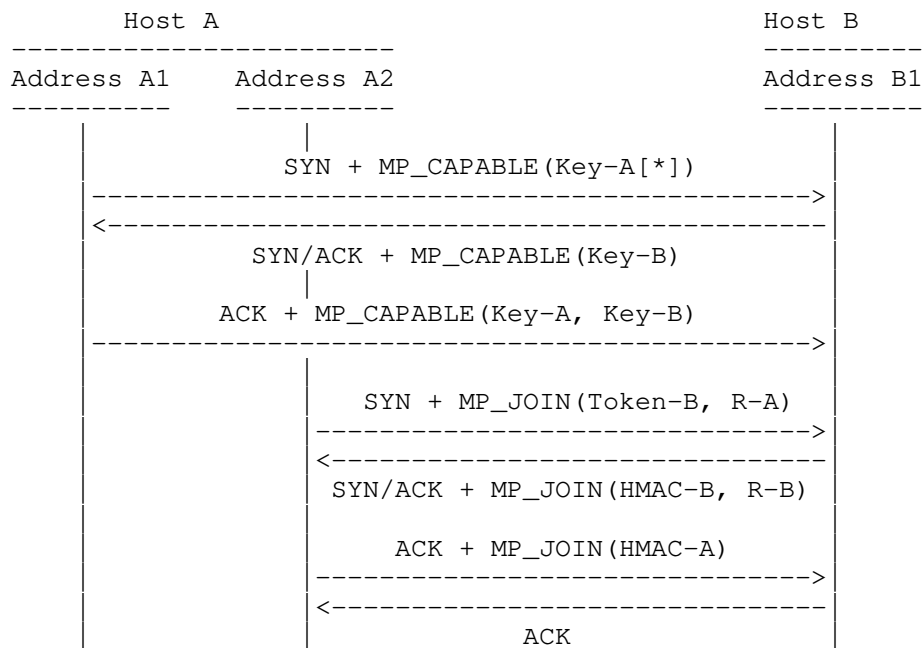 Host A Host B
Address A1 Address A2 Address B1
SYN + MP_CAPABLE(Key-A[*])
SYN/ACK + MP_CAPABLE(Key-B)
ACK + MP_CAPABLE(Key-A, Key-B)
SYN + MP_JOIN(Token-B, R-A)
SYN/ACK + MP_JOIN(HMAC-B, R-B)
ACK + MP_JOIN(HMAC-A)
ACK